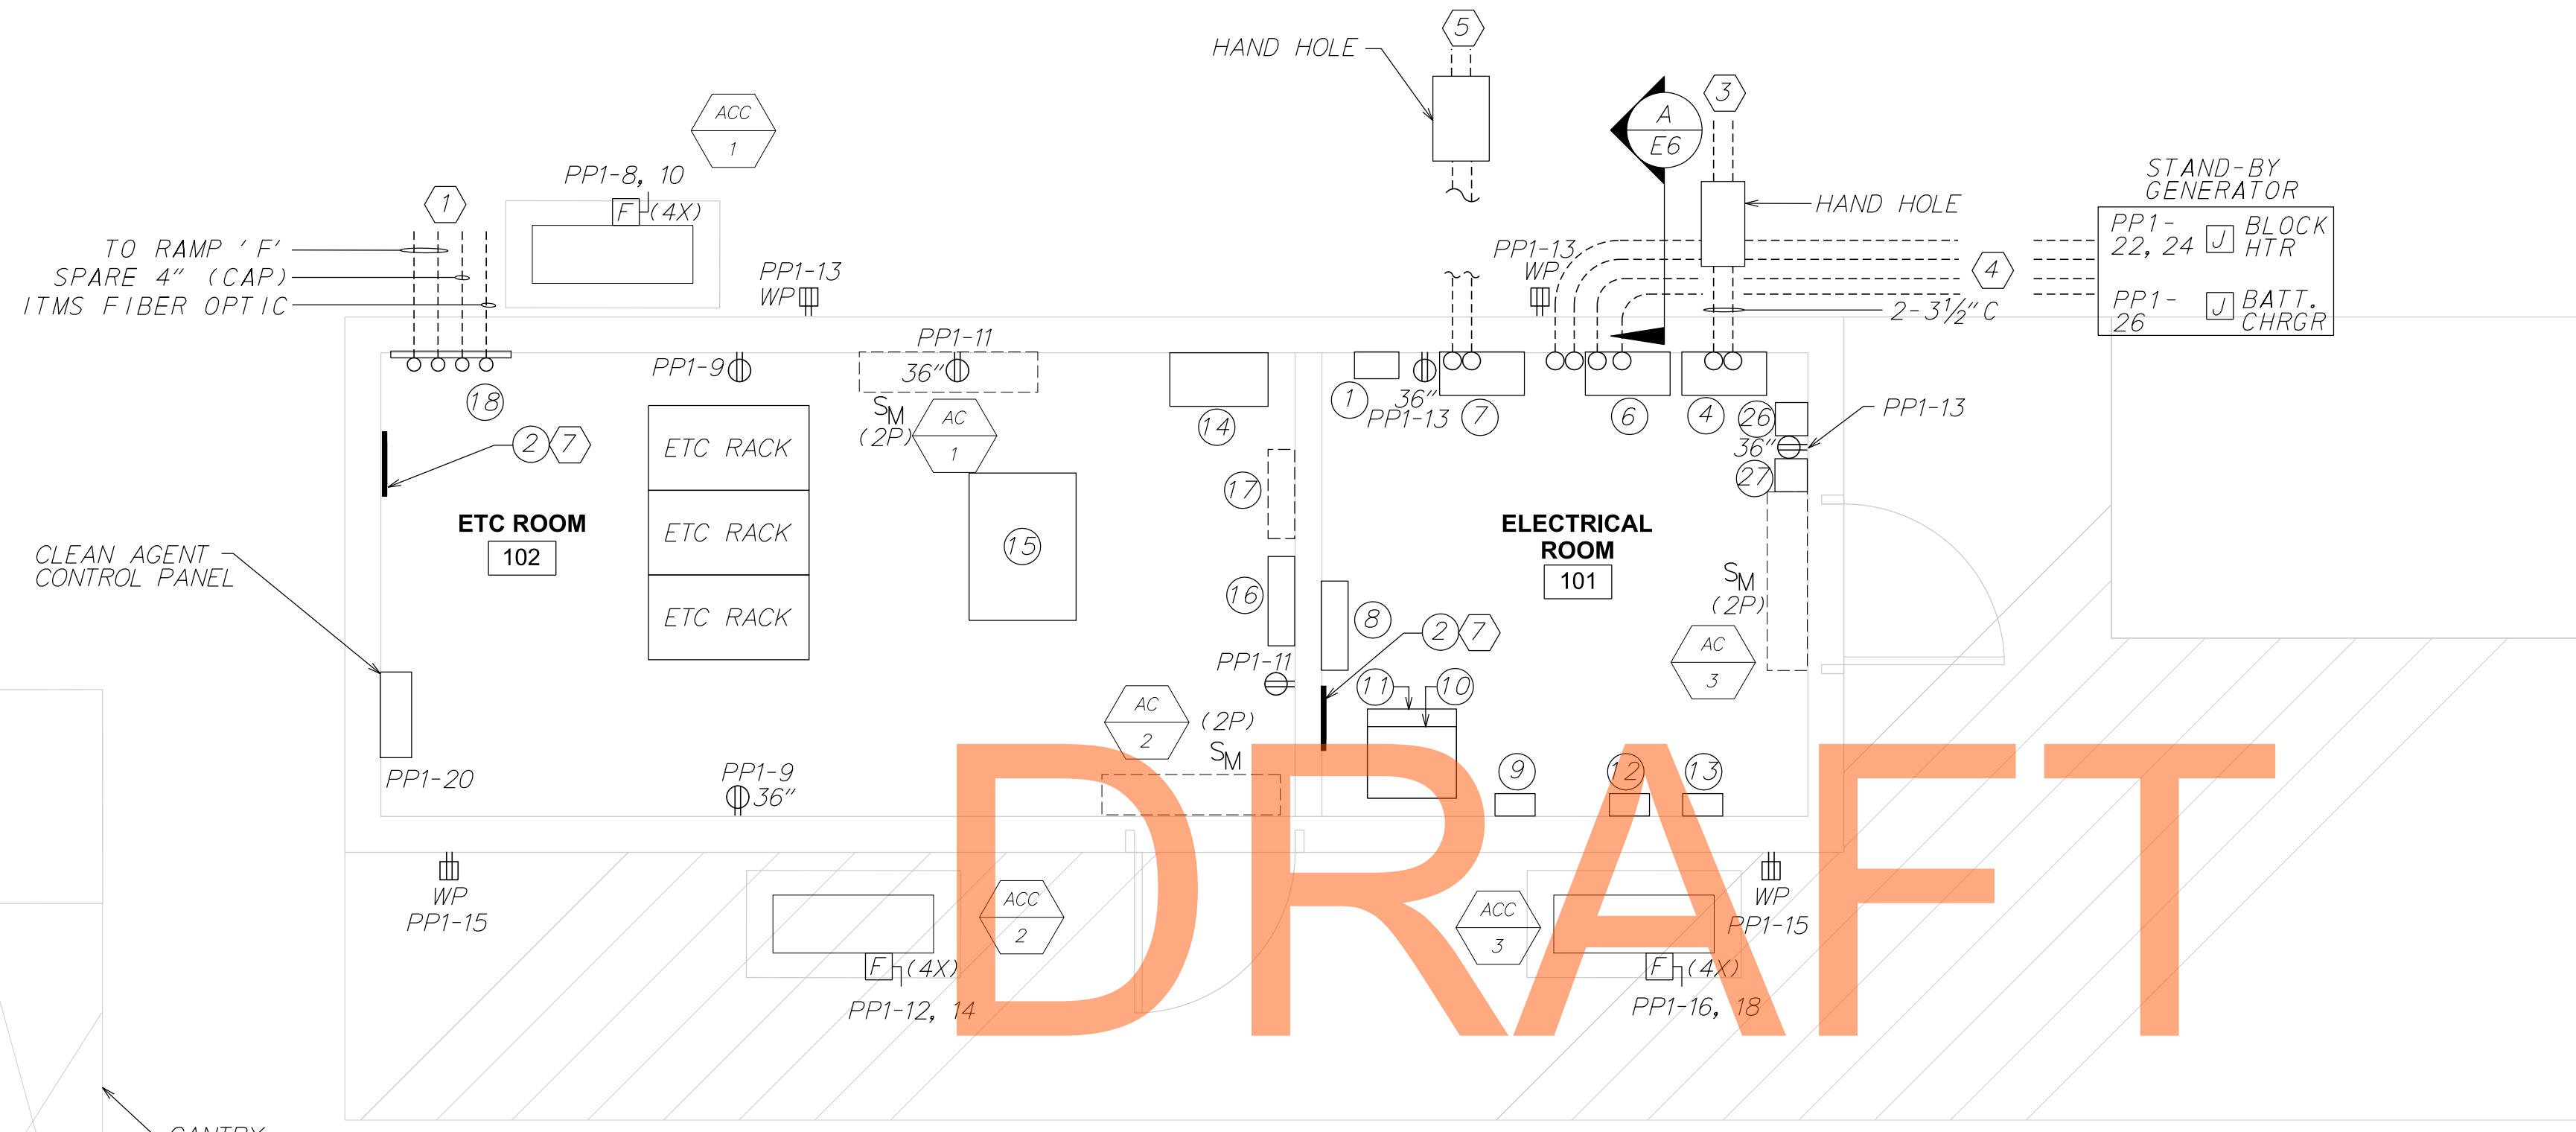 5
HAND HOLE
3
A
E6
ACC
1
PP1-8, 10
F (4X)
1
TO RAMP 'F'
SPARE 4" (CAP)
ITMS FIBER OPTIC
PP1-13
WP
PP1-13
WP
HAND HOLE
4
2-3½"C
STAND-BY
GENERATOR
PP1-
22, 24 J BLOCK
HTR
PP1-
26 J BATT.
CHRGR
PP1-9
PP1-11
36"
18
SM
(2P)
AC
1
14
1
36"
PP1-13
7
6
4
26
36"
27
PP1-13
2 7
ETC RACK
ETC RACK
ETC RACK
ETC ROOM
102
15
17
16
ELECTRICAL
ROOM
101
SM
(2P)
AC
3
CLEAN AGENT
CONTROL PANEL
8
2 7
PP1-11
11
10
AC
2
(2P)
SM
PP1-20
PP1-9
36"
9
12
13
DRAFT
WP
PP1-15
ACC
2
F (4X)
PP1-12, 14
ACC
3
F (4X)
PP1-16, 18
WP
PP1-15